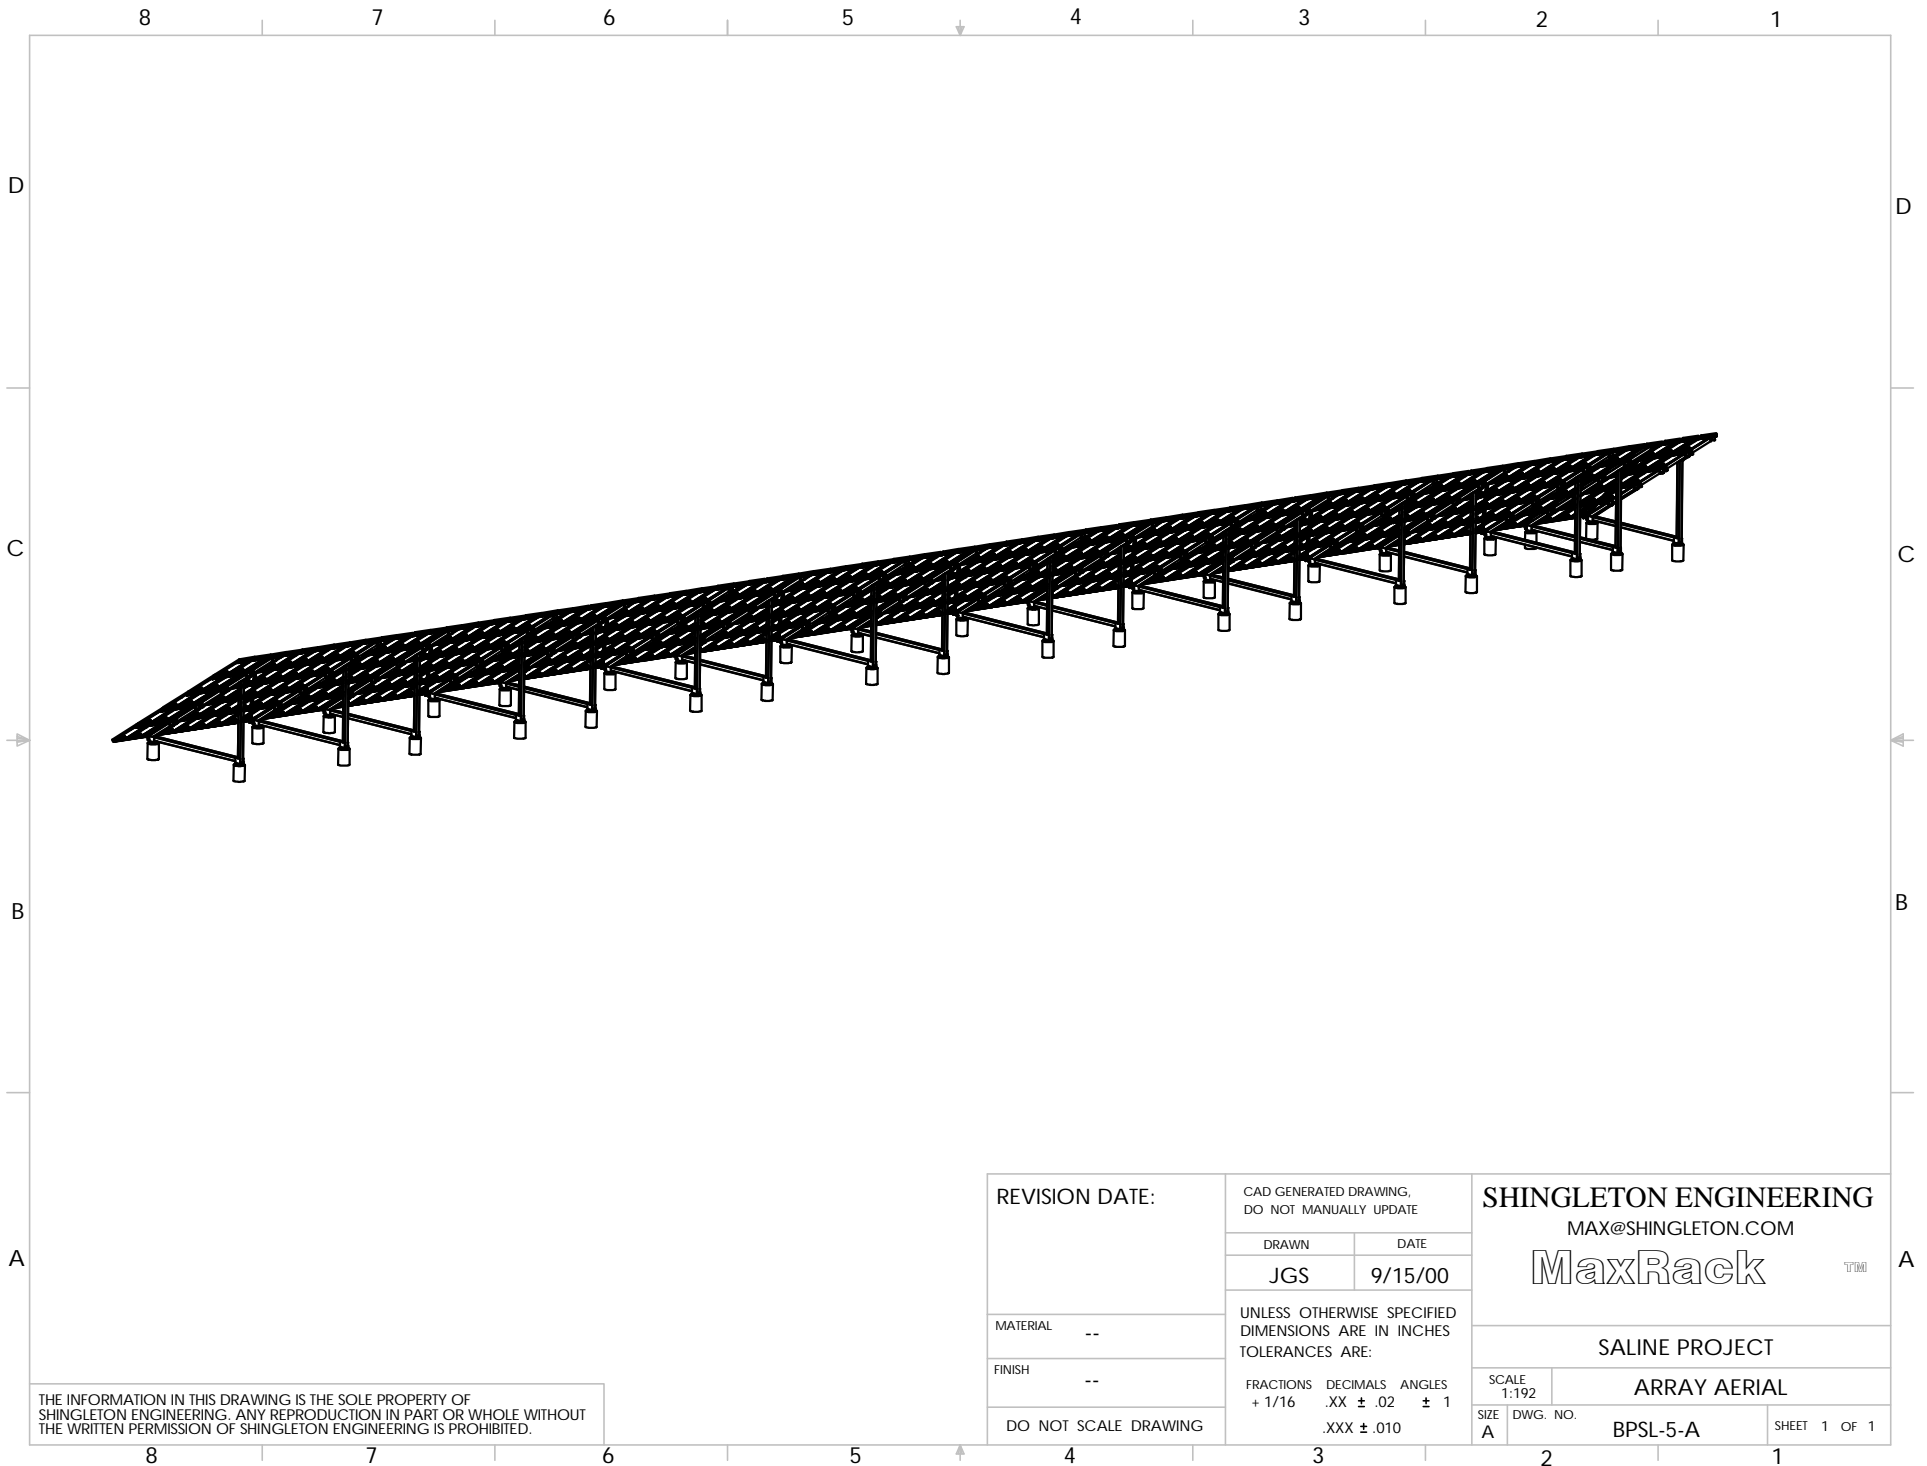 8 7 6 5 4 3 2 1
D D
C C
B B
A A
REVISION DATE:
MATERIAL --
FINISH --
DO NOT SCALE DRAWING
CAD GENERATED DRAWING,
DO NOT MANUALLY UPDATE
DRAWN DATE
JGS 9/15/00
UNLESS OTHERWISE SPECIFIED
DIMENSIONS ARE IN INCHES
TOLERANCES ARE:
FRACTIONS DECIMALS ANGLES
+ 1/16 .XX ± .02 ± 1
.XXX ± .010
SHINGLETON ENGINEERING
MAX@SHINGLETON.COM
MaxRack TM
SALINE PROJECT
SCALE
1:192
ARRAY AERIAL
SIZE
A
DWG. NO.
BPSL-5-A
SHEET 1 OF 1
THE INFORMATION IN THIS DRAWING IS THE SOLE PROPERTY OF
SHINGLETON ENGINEERING. ANY REPRODUCTION IN PART OR WHOLE WITHOUT
THE WRITTEN PERMISSION OF SHINGLETON ENGINEERING IS PROHIBITED.
8 7 6 5 4 3 2 1